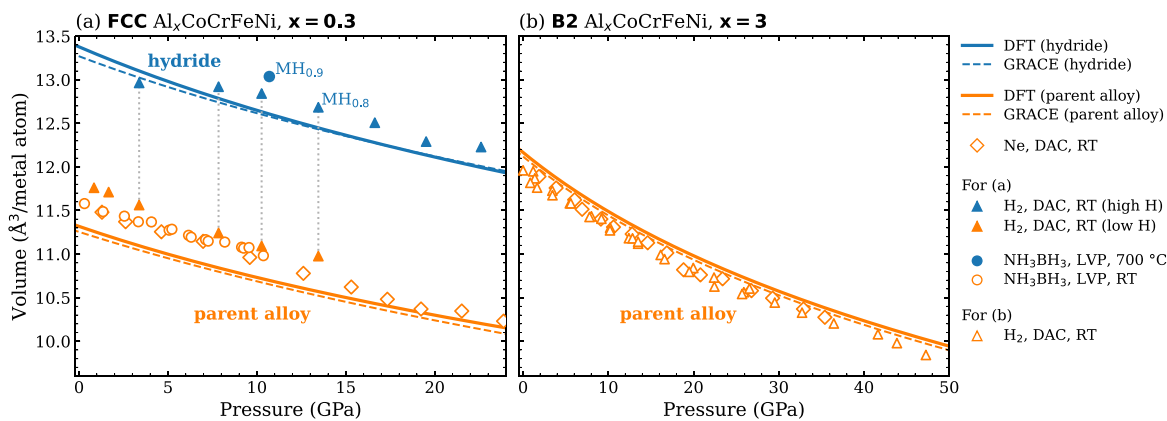 (a) FCC AlₓCoCrFeNi, x = 0.3
(b) B2 AlₓCoCrFeNi, x = 3
Volume (Å³/metal atom)
13.5
13.0
12.5
12.0
11.5
11.0
10.5
10.0
hydride
MH₀.₉
MH₀.₈
parent alloy
0
5
10
15
20
Pressure (GPa)
parent alloy
0
10
20
30
40
50
Pressure (GPa)
DFT (hydride)
GRACE (hydride)
DFT (parent alloy)
GRACE (parent alloy)
Ne, DAC, RT
For (a)
H₂, DAC, RT (high H)
H₂, DAC, RT (low H)
NH₃BH₃, LVP, 700 °C
NH₃BH₃, LVP, RT
For (b)
H₂, DAC, RT